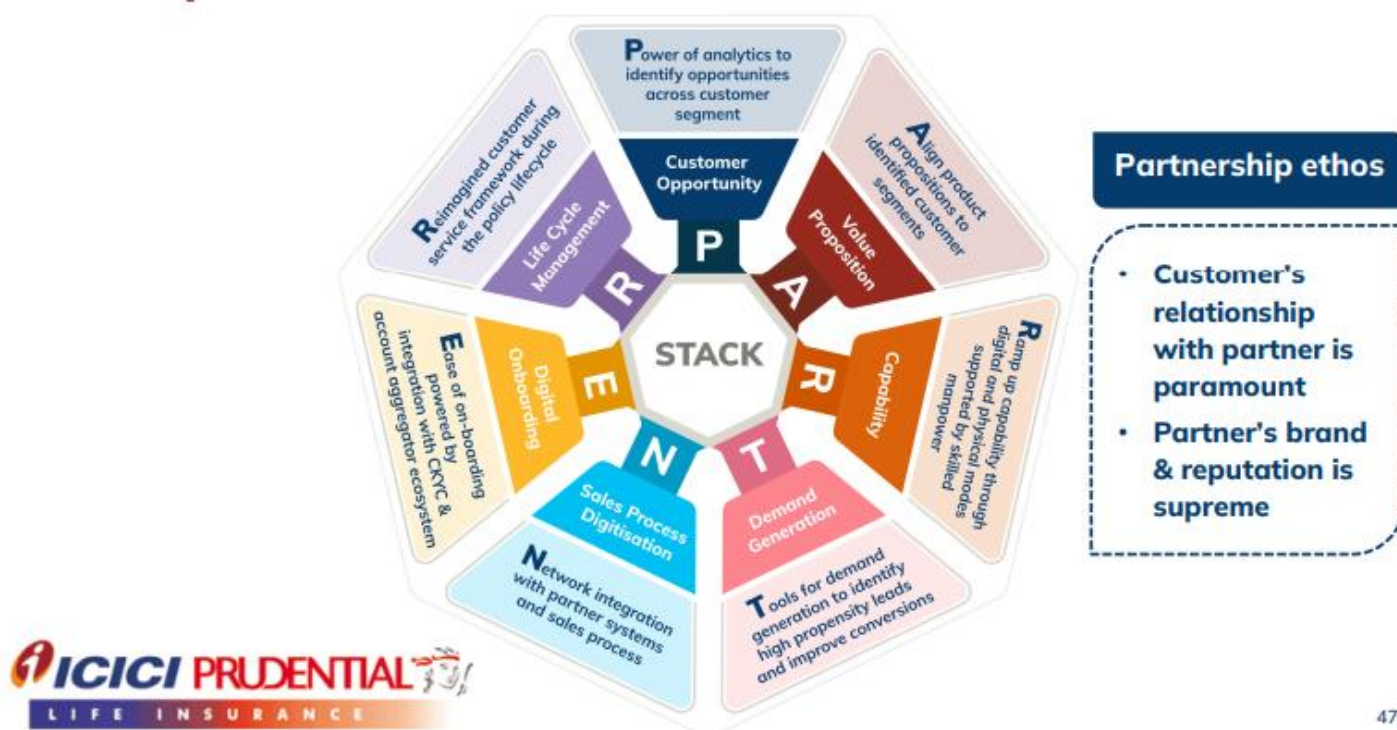 Power of analytics to
identify opportunities
across customer
segment
Customer
Opportunity
P
Align product
propositions to
identified customer
segments
Value
Proposition
A
Ramp up capability through
digital and physical modes
supported by skilled
manpower
Capability
R
Tools for demand
generation to identify
high propensity leads
and improve conversions
Demand
Generation
T
Network integration
with partner systems
and sales process
Sales Process
Digitisation
N
Ease of on-boarding
powered by
integration with CKYC &
account aggregator ecosystem
Digital
Onboarding
E
Reimagined customer
service framework during
the policy lifecycle
Life Cycle
Management
R
STACK
Partnership ethos
• Customer's
relationship
with partner is
paramount
• Partner's brand
& reputation is
supreme
ICICI PRUDENTIAL
LIFE INSURANCE
47